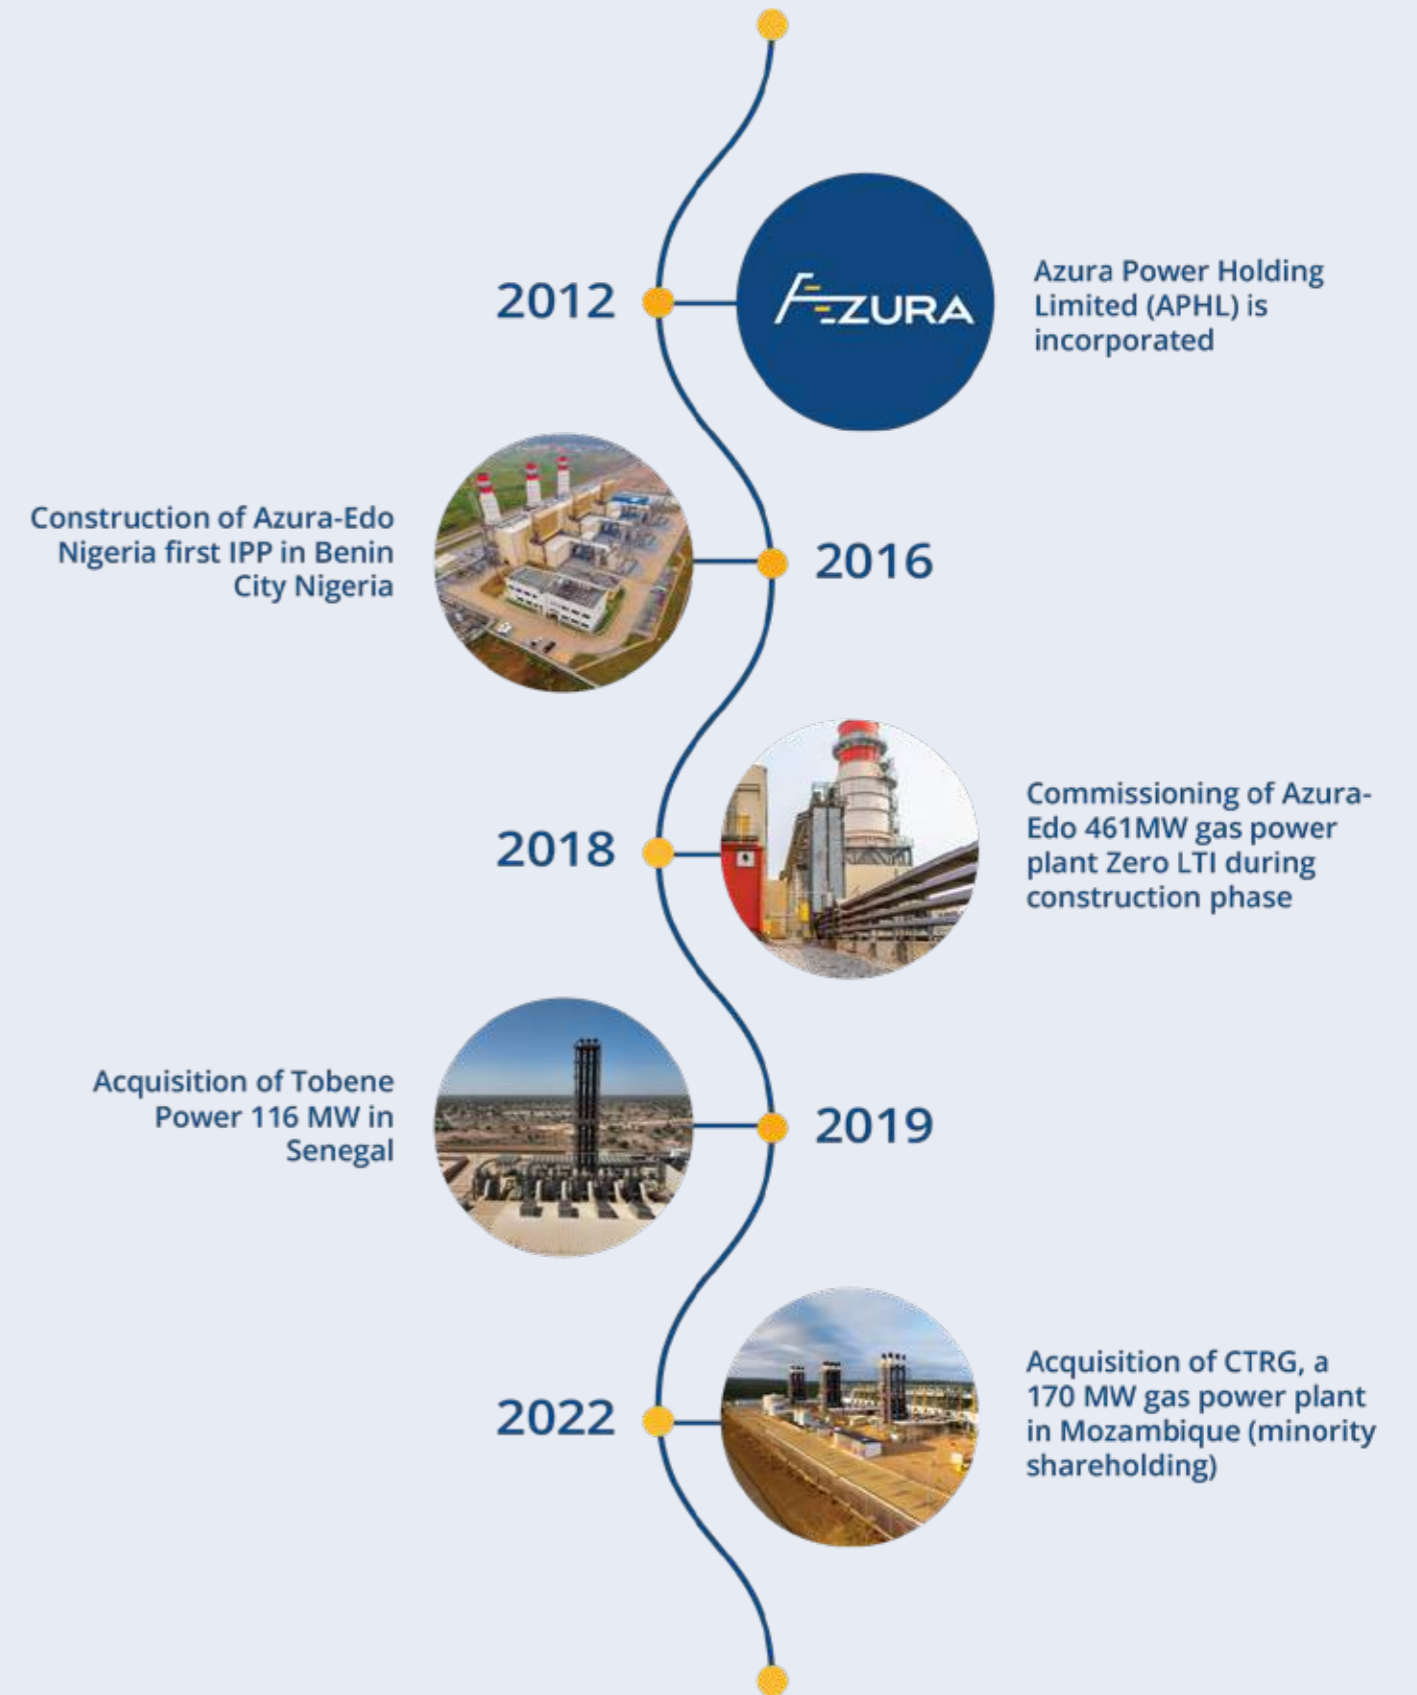 2012
AZURA
Azura Power Holding
Limited (APHL) is
incorporated
Construction of Azura-Edo
Nigeria first IPP in Benin
City Nigeria
2016
2018
Commissioning of Azura-
Edo 461MW gas power
plant Zero LTI during
construction phase
Acquisition of Tobene
Power 116 MW in
Senegal
2019
2022
Acquisition of CTRG, a
170 MW gas power plant
in Mozambique (minority
shareholding)